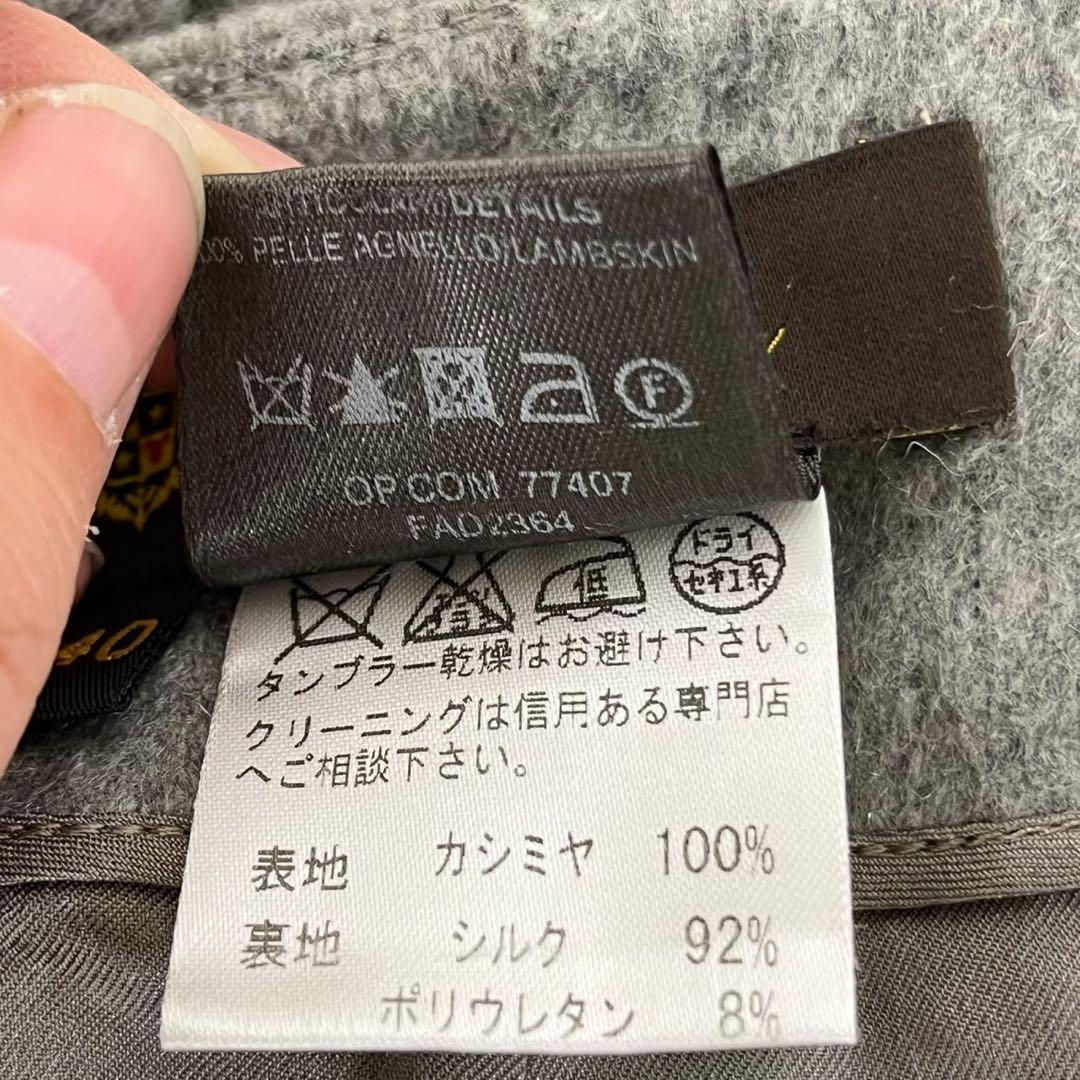 DETAILS
100% PELLE AGNELLO/LAMBSKIN
F
OP COM 77407
FAD2364
40
低
ドライ
セキユ系
タンブラー乾燥はお避け下さい。
クリーニングは信用ある専門店
へご相談下さい。
表地 カシミヤ 100%
裏地 シルク 92%
ポリウレタン 8%